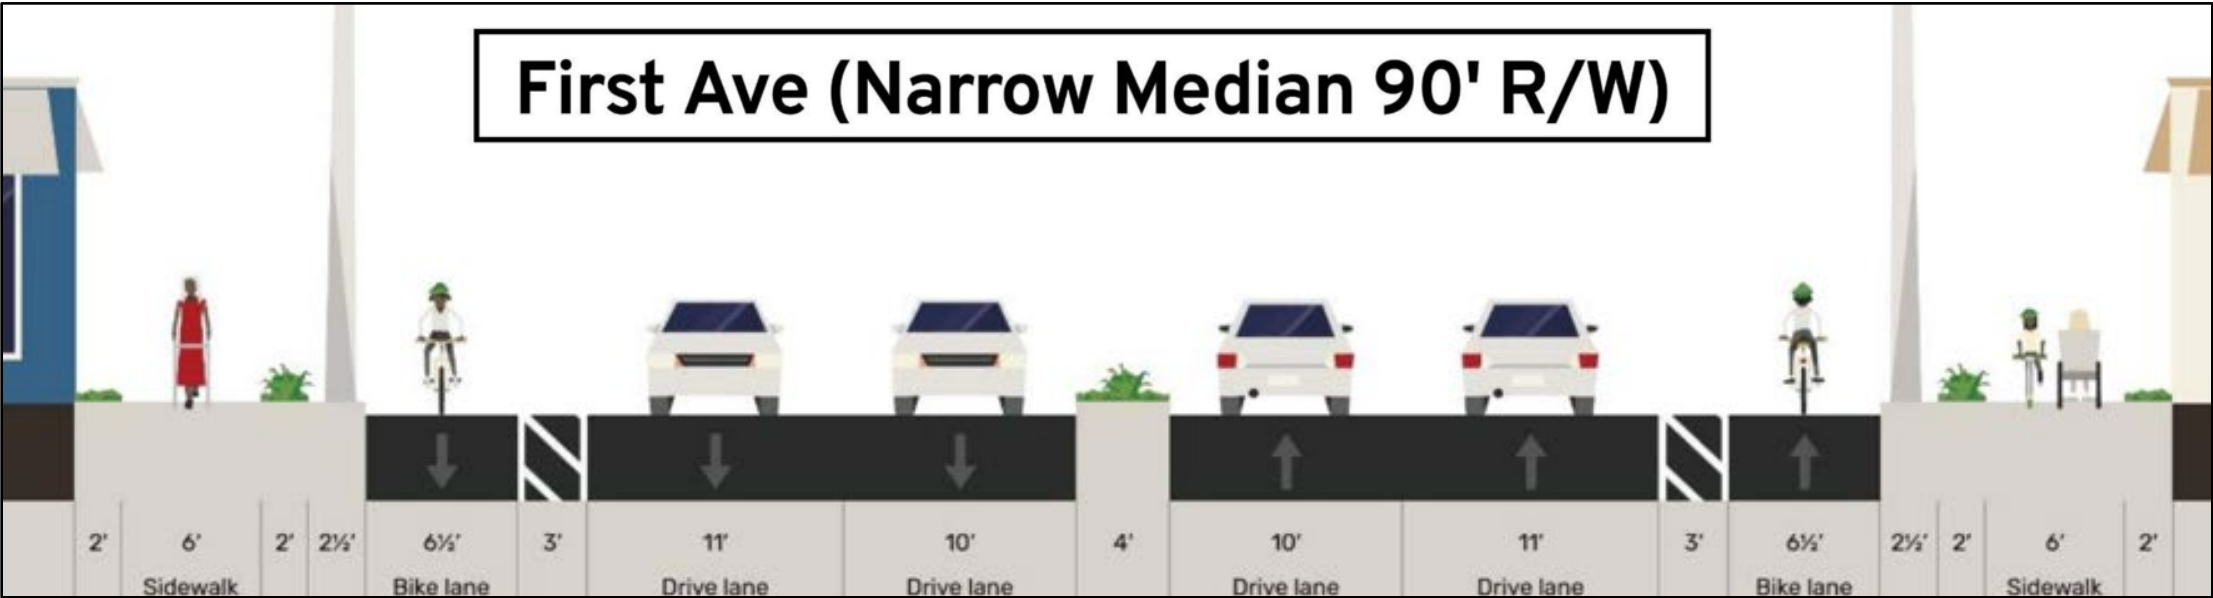 First Ave (Narrow Median 90' R/W)
2' 6' 2' 2½' 6½' 3' 11' 10' 4' 10' 11' 3' 6½' 2½' 2' 6' 2'
Sidewalk Bike lane Drive lane Drive lane Drive lane Drive lane Bike lane Sidewalk